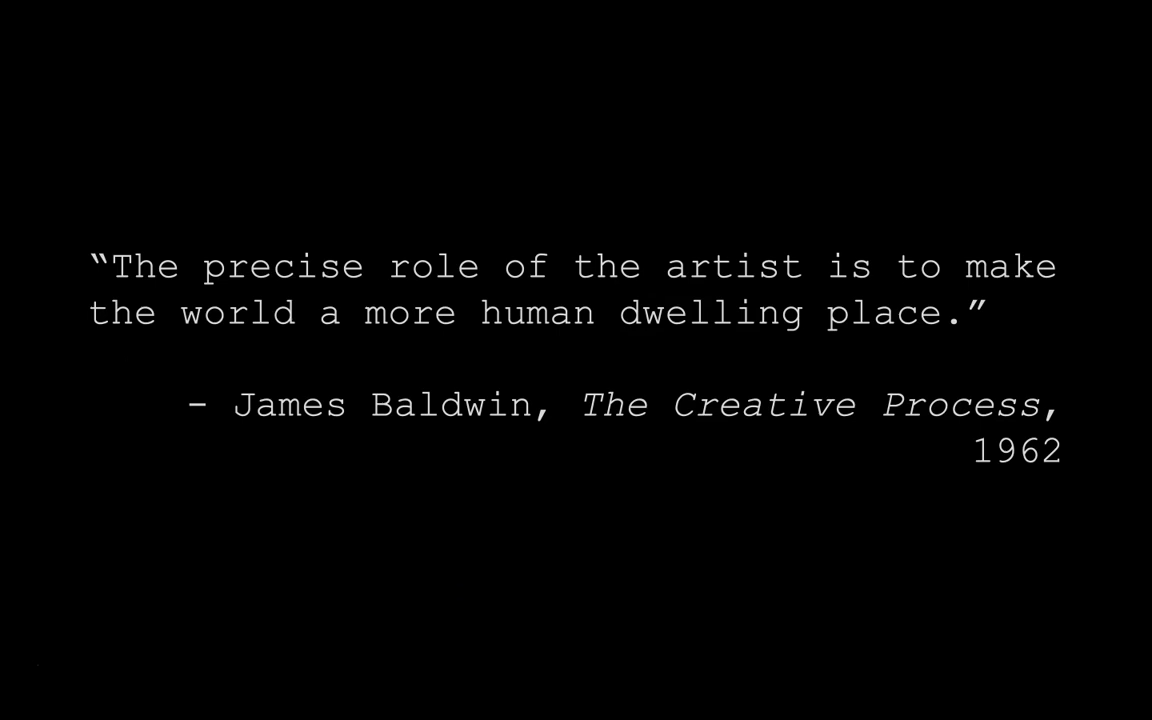 “The precise role of the artist is to make
the world a more human dwelling place.”
- James Baldwin, The Creative Process,
1962